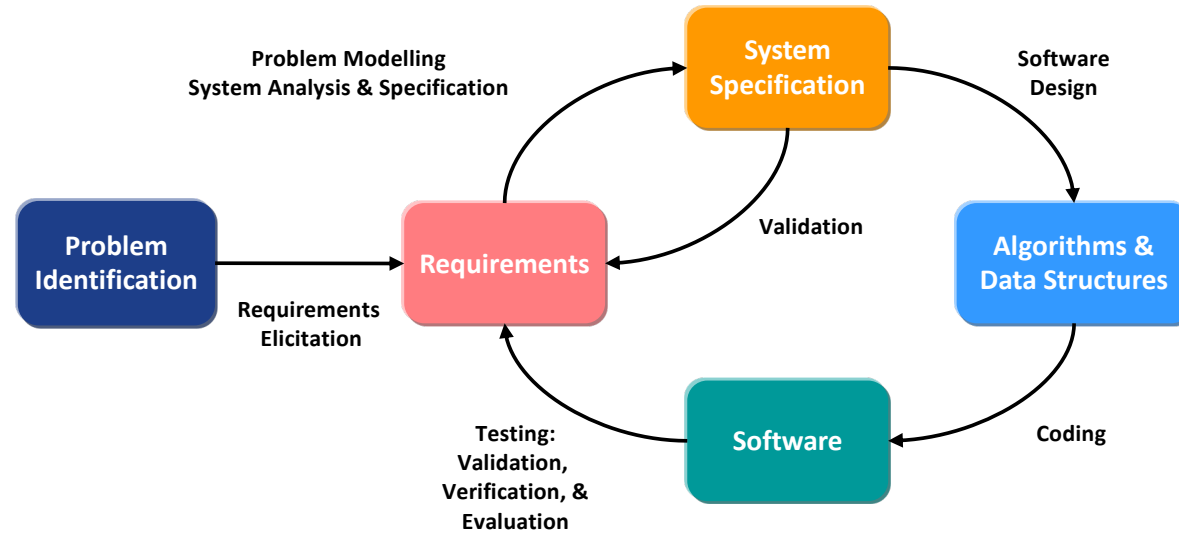 Problem Modelling
System Analysis & Specification
System
Specification
Software
Design
Problem
Identification
Requirements
Elicitation
Requirements
Validation
Algorithms &
Data Structures
Testing:
Validation,
Verification, &
Evaluation
Software
Coding